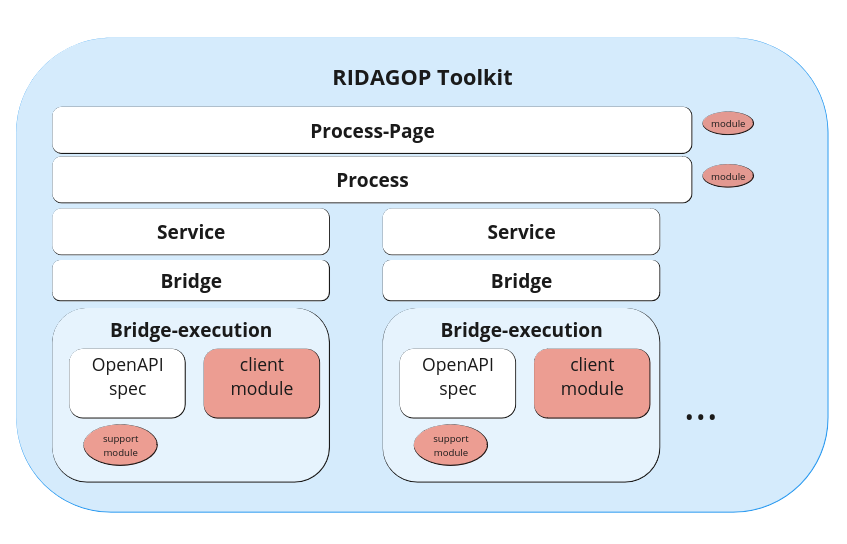 RIDAGOP Toolkit
Process-Page
module
Process
module
Service
Service
Bridge
Bridge
Bridge-execution
OpenAPI
spec
client
module
support
module
Bridge-execution
OpenAPI
spec
client
module
support
module
...